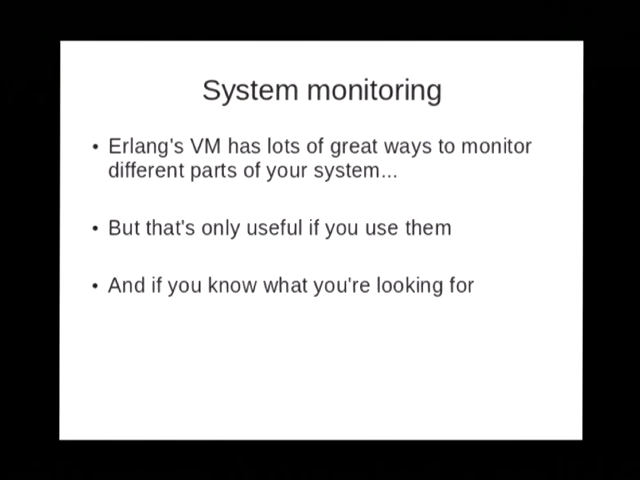 System monitoring
• Erlang's VM has lots of great ways to monitor
different parts of your system...
• But that's only useful if you use them
• And if you know what you're looking for